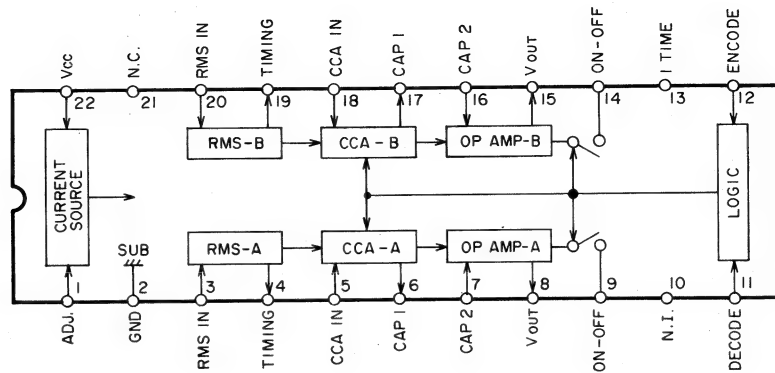 Vcc
N.C.
RMS IN
TIMING
CCA IN
CAP 1
CAP 2
V OUT
ON-OFF
I TIME
ENCODE
22
21
20
19
18
17
16
15
14
13
12
RMS-B
CCA-B
OP AMP-B
CURRENT
SOURCE
LOGIC
SUB
RMS-A
CCA-A
OP AMP-A
1
2
3
4
5
6
7
8
9
10
11
ADJ.
GND
RMS IN
TIMING
CCA IN
CAP 1
CAP 2
V OUT
ON-OFF
N.I.
DECODE